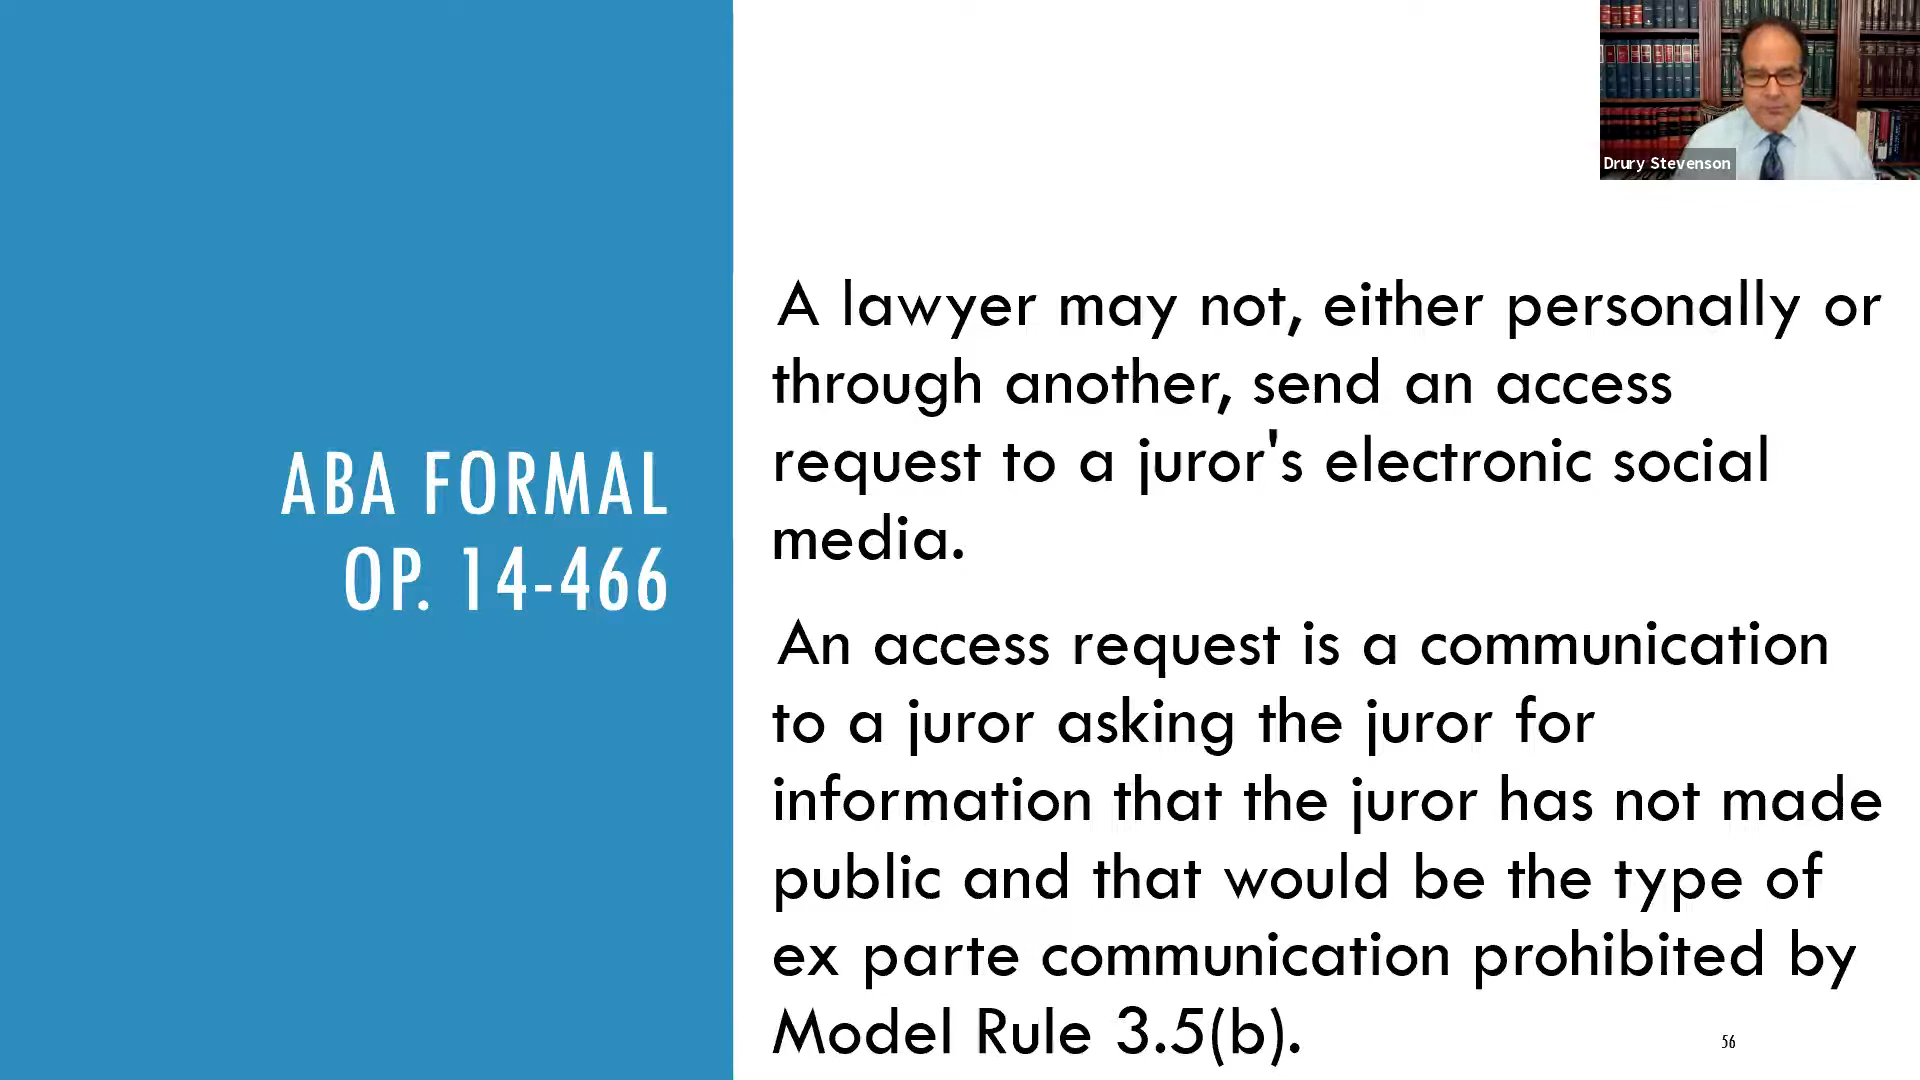 Drury Stevenson
ABA FORMAL
OP. 14-466
A lawyer may not, either personally or
through another, send an access
request to a juror's electronic social
media.
An access request is a communication
to a juror asking the juror for
information that the juror has not made
public and that would be the type of
ex parte communication prohibited by
Model Rule 3.5(b).
56